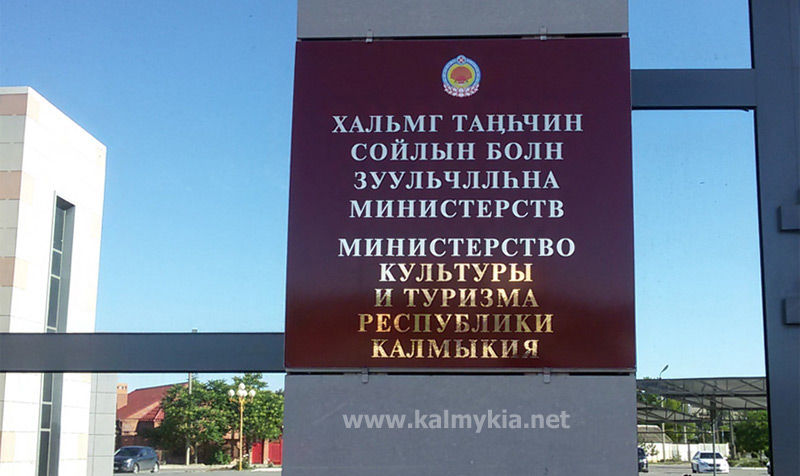 ХАЛЬМГ ТАҢҺЧИН
СОЙЛЫН БОЛН
ЗУУЛЬЧЛЛҺНА
МИНИСТЕРСТВ
МИНИСТЕРСТВО
КУЛЬТУРЫ
И ТУРИЗМА
РЕСПУБЛИКИ
КАЛМЫКИЯ
www.kalmykia.net